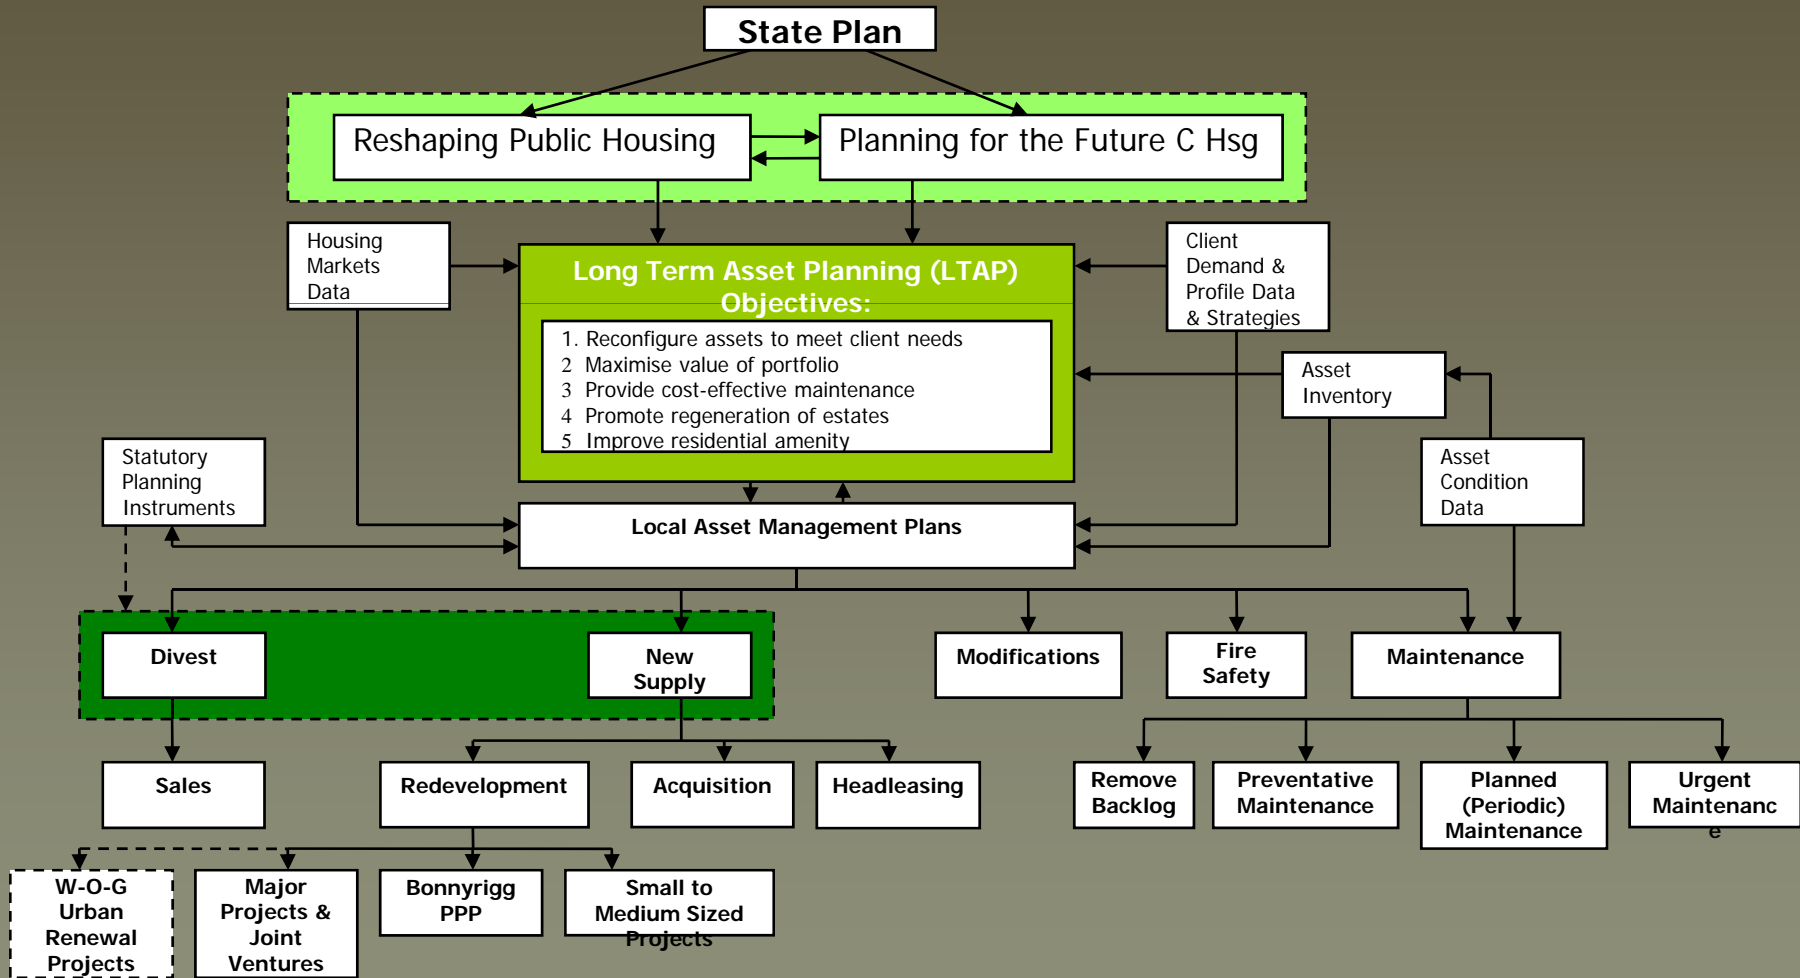 State Plan
Reshaping Public Housing
Planning for the Future C Hsg
Housing
Markets
Data
Long Term Asset Planning (LTAP)
Objectives:
1. Reconfigure assets to meet client needs
2 Maximise value of portfolio
3 Provide cost-effective maintenance
4 Promote regeneration of estates
5 Improve residential amenity
Client
Demand &
Profile Data
& Strategies
Asset
Inventory
Statutory
Planning
Instruments
Asset
Condition
Data
Local Asset Management Plans
Divest
New
Supply
Modifications
Fire
Safety
Maintenance
Sales
Redevelopment
Acquisition
Headleasing
Remove
Backlog
Preventative
Maintenance
Planned
(Periodic)
Maintenance
Urgent
Maintenanc
e
W-O-G
Urban
Renewal
Projects
Major
Projects &
Joint
Ventures
Bonnyrigg
PPP
Small to
Medium Sized
Projects